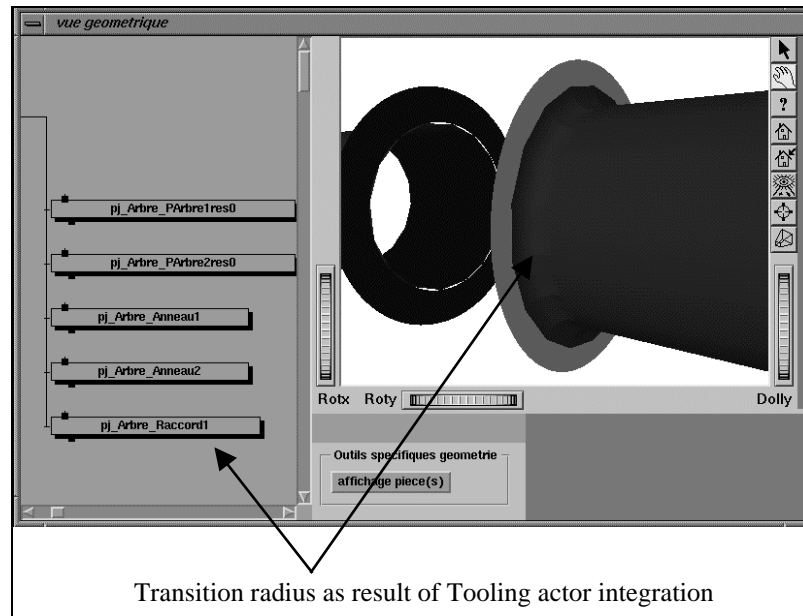 vue geometrique
pj_Arbre_PArbre1res0
pj_Arbre_PArbre2res0
pj_Arbre_Anneau1
pj_Arbre_Anneau2
pj_Arbre_Raccord1
?
Rotx Roty Dolly
Outils specifiques geometrie
affichage piece(s)
Transition radius as result of Tooling actor integration